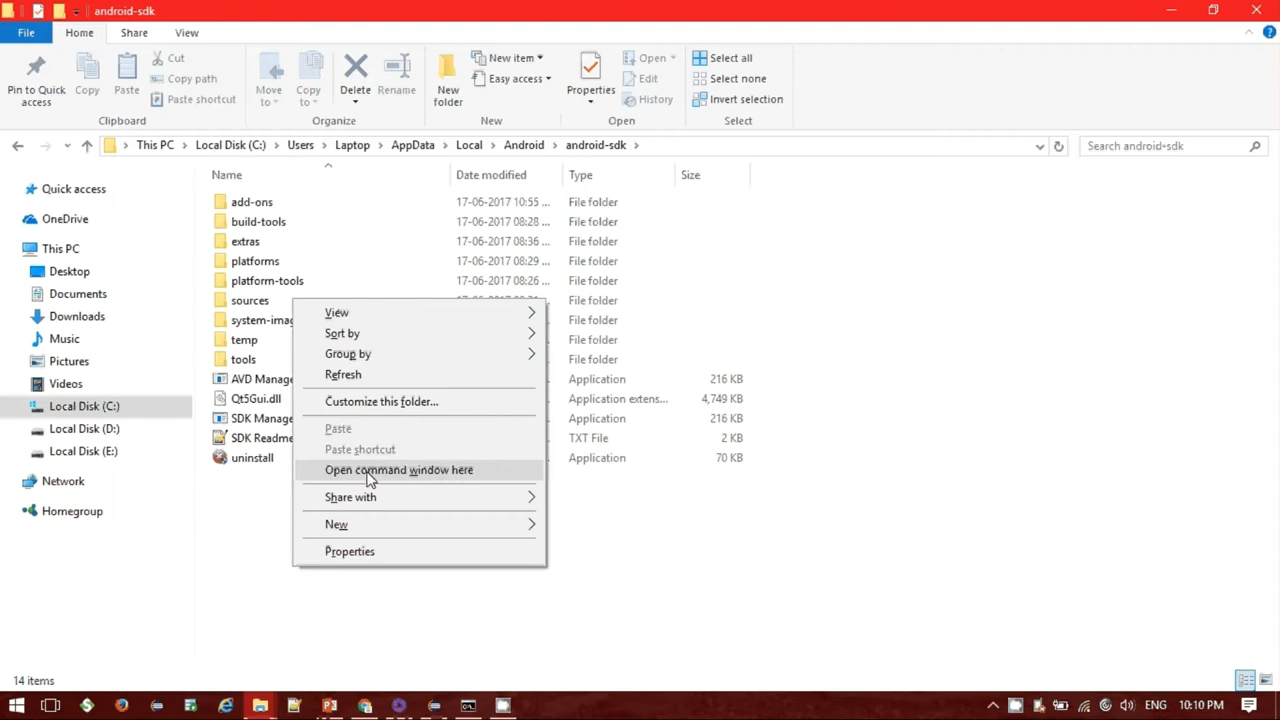 android-sdk
File Home Share View
Pin to Quick access
Copy
Paste
Cut
Copy path
Paste shortcut
Clipboard
Move to
Copy to
Delete
Rename
Organize
New folder
New item
Easy access
New
Properties
Open
Edit
History
Open
Select all
Select none
Invert selection
Select
This PC Local Disk (C:) Users Laptop AppData Local Android android-sdk
Search android-sdk
Quick access
OneDrive
This PC
Desktop
Documents
Downloads
Music
Pictures
Videos
Local Disk (C:)
Local Disk (D:)
Local Disk (E:)
Network
Homegroup
Name Date modified Type Size
add-ons 17-06-2017 10:55 ... File folder
build-tools 17-06-2017 08:28 ... File folder
extras 17-06-2017 08:36 ... File folder
platforms 17-06-2017 08:29 ... File folder
platform-tools 17-06-2017 08:26 ... File folder
sources File folder
system-imag File folder
temp File folder
tools File folder
AVD Manage Application 216 KB
Qt5Gui.dll Application extens... 4,749 KB
SDK Manage Application 216 KB
SDK Readme TXT File 2 KB
uninstall Application 70 KB
View
Sort by
Group by
Refresh
Customize this folder...
Paste
Paste shortcut
Open command window here
Share with
New
Properties
14 items
ENG 10:10 PM